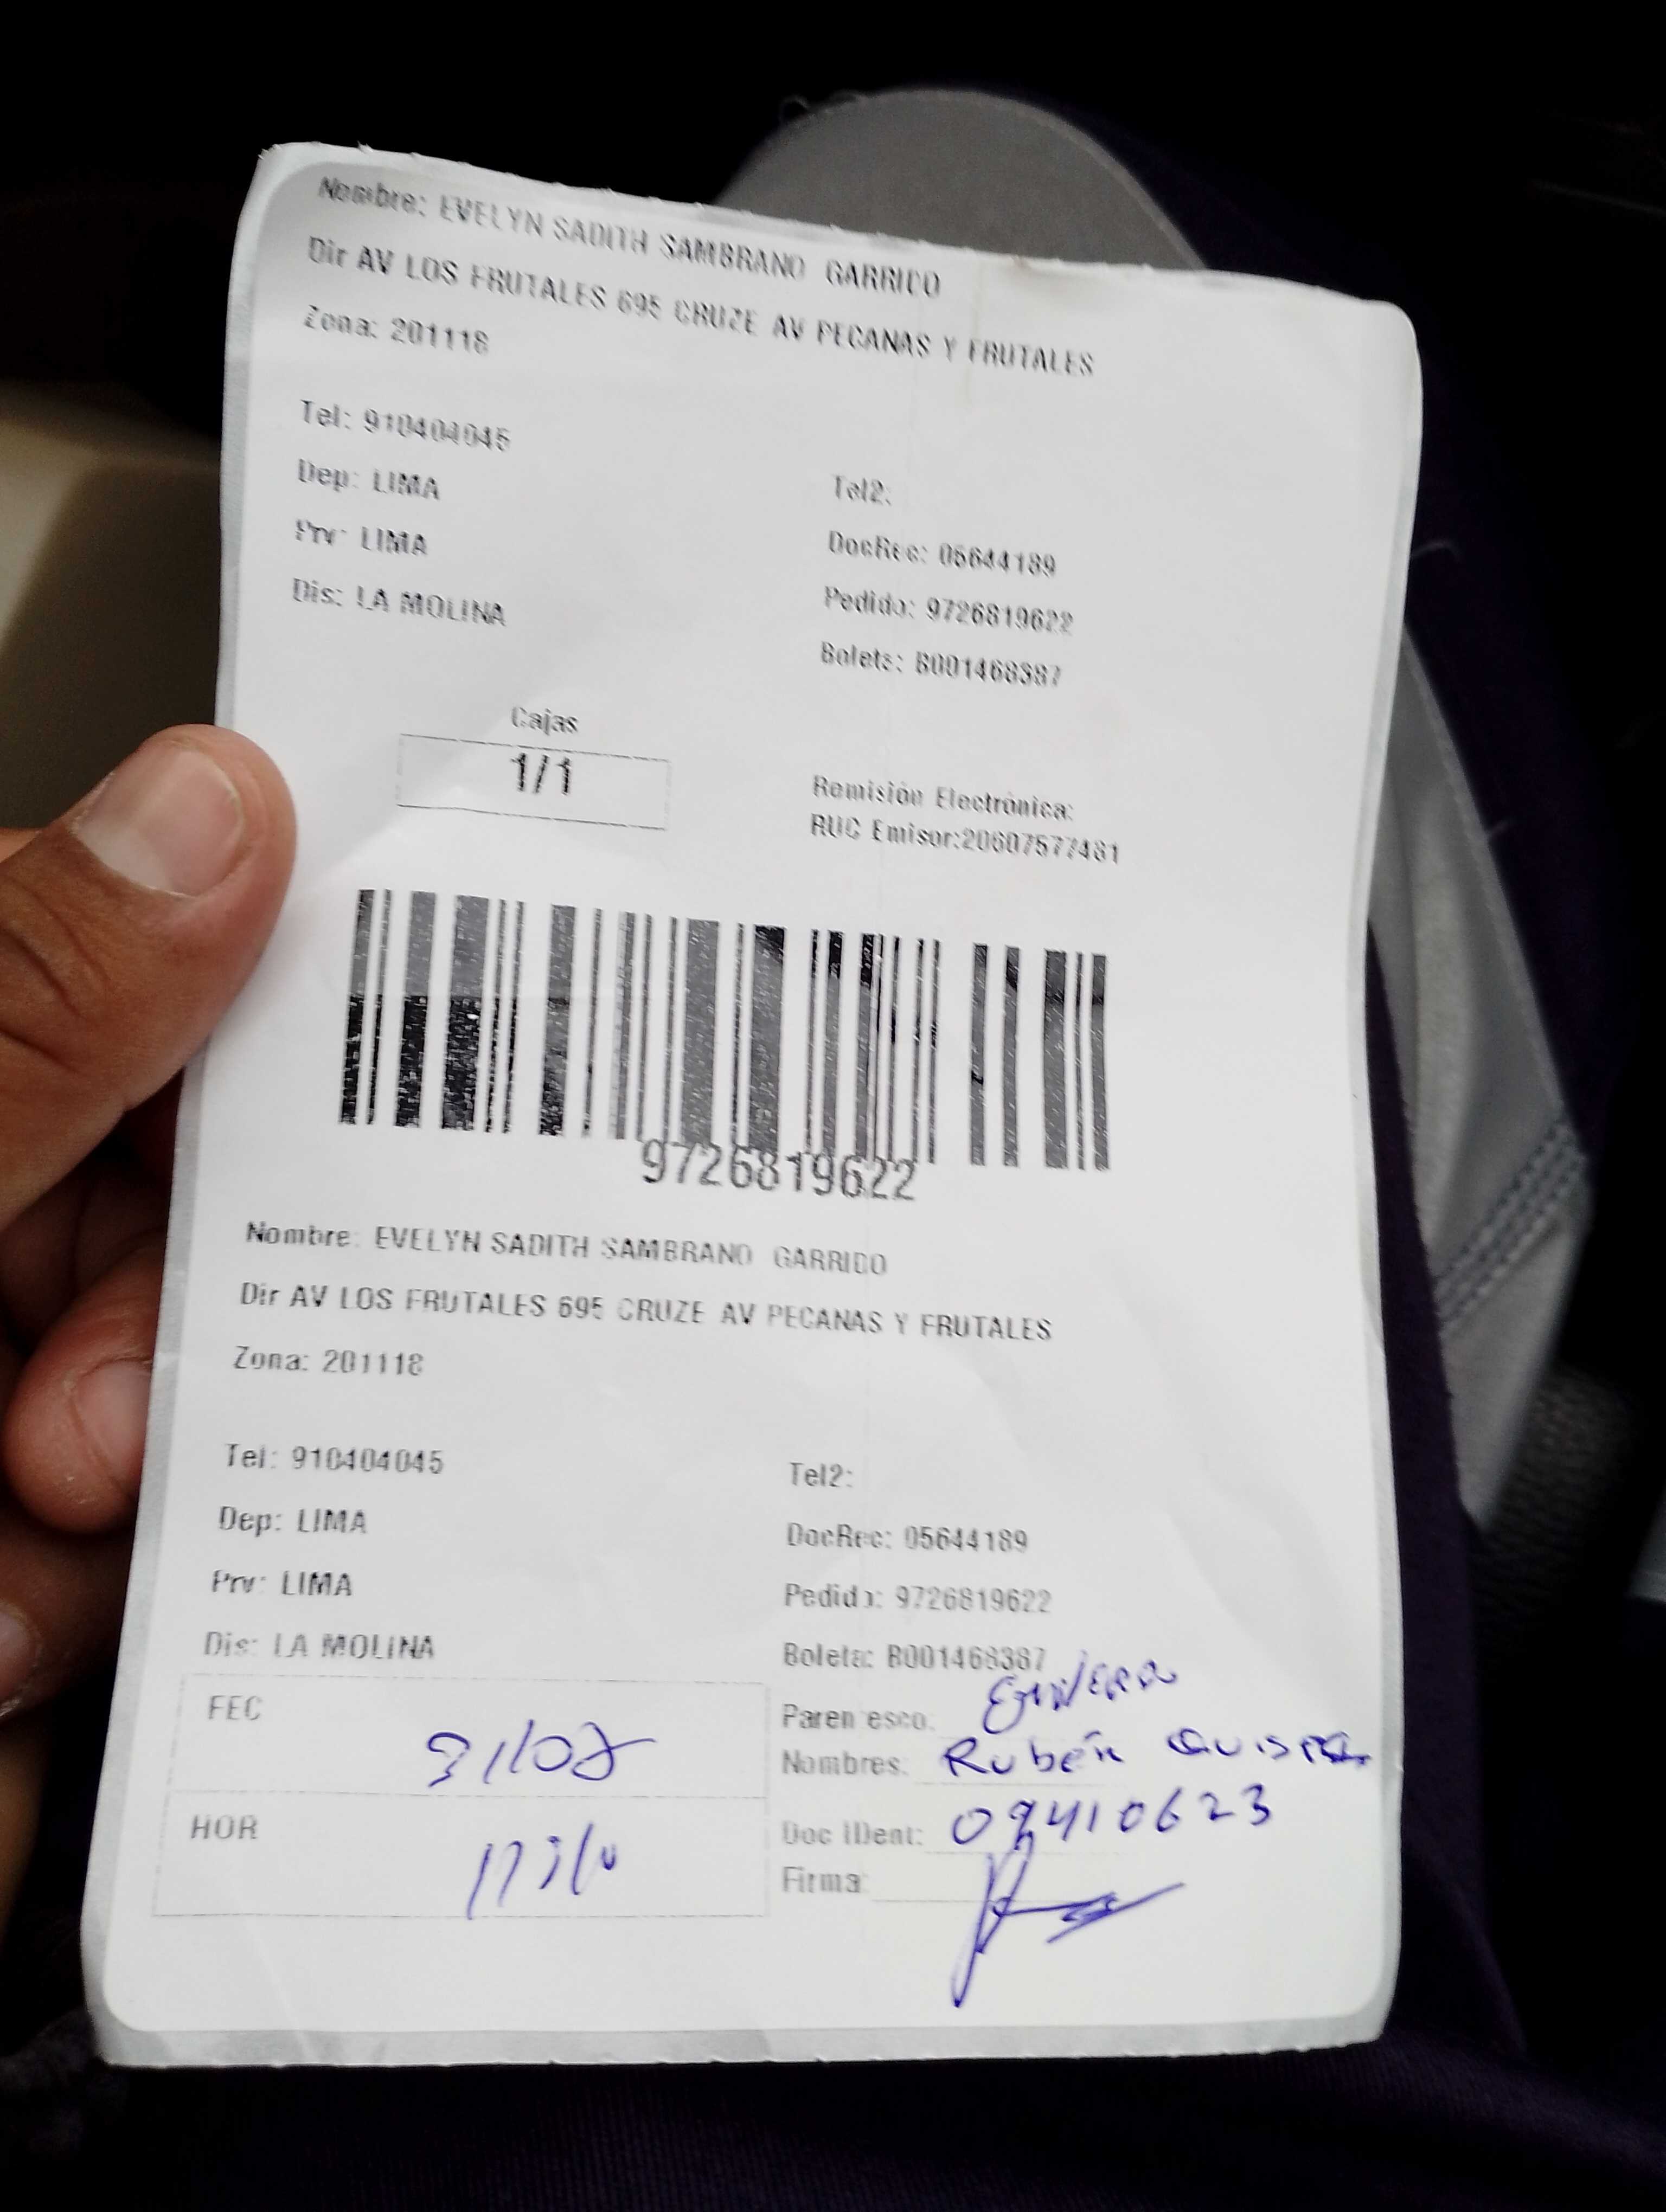 Nombre: EVELYN SADITH SAMBRANO GARRIDO
Dir AV LOS FRUTALES 695 CRUZE AV PECANAS Y FRUTALES
Zona: 201118
Tel: 910404045
Tel2:
Dep: LIMA
DocRec: 05644189
Prv: LIMA
Pedido: 9726819622
Dis: LA MOLINA
Boleta: B001468387
Cajas
1/1
Remisión Electrónica:
RUC Emisor:20607577481
9726819622
Nombre: EVELYN SADITH SAMBRANO GARRIDO
Dir AV LOS FRUTALES 695 CRUZE AV PECANAS Y FRUTALES
Zona: 201118
Tel: 910404045
Tel2:
Dep: LIMA
DocRec: 05644189
Prv: LIMA
Pedido: 9726819622
Dis: LA MOLINA
Boleta: B001468387
FEC
Parentesco:
Nombres: Rubén Quispe
HOR
Doc IDent:
Firma: